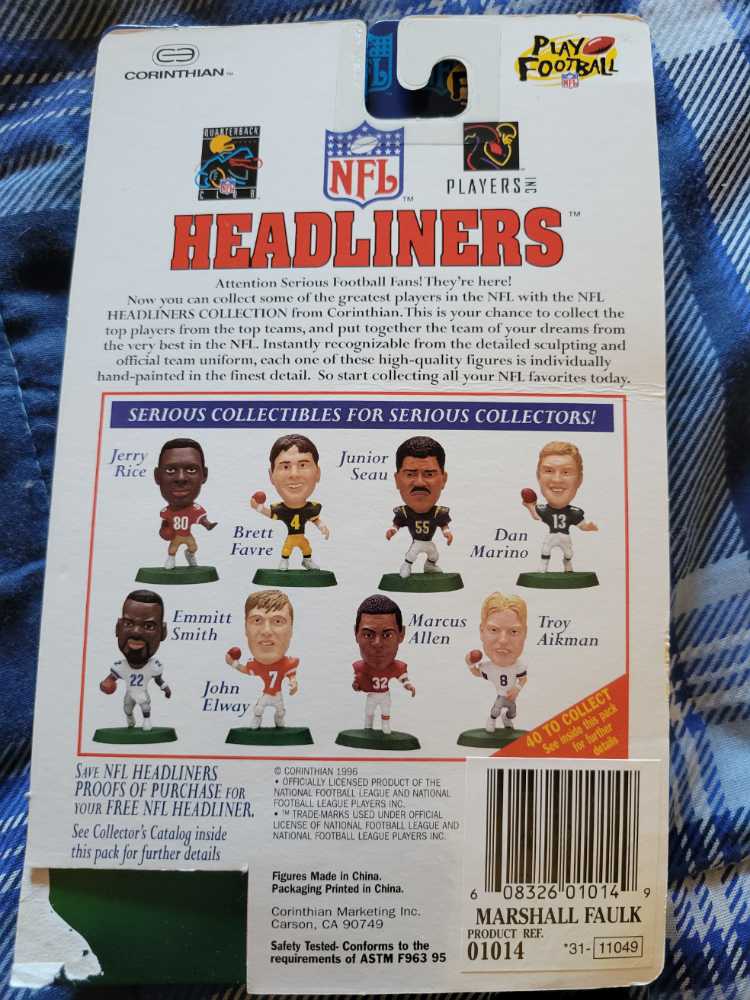 CORINTHIAN™
NFL
PLAY
FOOTBALL
NFL
QUARTERBACK
NFL
CLUB
NFL™
PLAYERS INC
HEADLINERS™
Attention Serious Football Fans! They're here!
Now you can collect some of the greatest players in the NFL with the NFL
HEADLINERS COLLECTION from Corinthian. This is your chance to collect the
top players from the top teams, and put together the team of your dreams from
the very best in the NFL. Instantly recognizable from the detailed sculpting and
official team uniform, each one of these high-quality figures is individually
hand-painted in the finest detail. So start collecting all your NFL favorites today.
SERIOUS COLLECTIBLES FOR SERIOUS COLLECTORS!
Jerry
Rice
80
Brett
Favre
4
Junior
Seau
55
Dan
Marino
13
Emmitt
Smith
22
John
Elway
7
Marcus
Allen
32
Troy
Aikman
8
40 TO COLLECT
See inside this pack
for further
details
SAVE NFL HEADLINERS
PROOFS OF PURCHASE FOR
YOUR FREE NFL HEADLINER.
See Collector's Catalog inside
this pack for further details
© CORINTHIAN 1996
• OFFICIALLY LICENSED PRODUCT OF THE
NATIONAL FOOTBALL LEAGUE AND NATIONAL
FOOTBALL LEAGUE PLAYERS INC.
• ™ TRADE-MARKS USED UNDER OFFICIAL
LICENSE OF NATIONAL FOOTBALL LEAGUE AND
NATIONAL FOOTBALL LEAGUE PLAYERS INC.
Figures Made in China.
Packaging Printed in China.
Corinthian Marketing Inc.
Carson, CA 90749
Safety Tested- Conforms to the
requirements of ASTM F963 95
6 08326 01014 9
MARSHALL FAULK
PRODUCT REF.
01014 *31- 11049